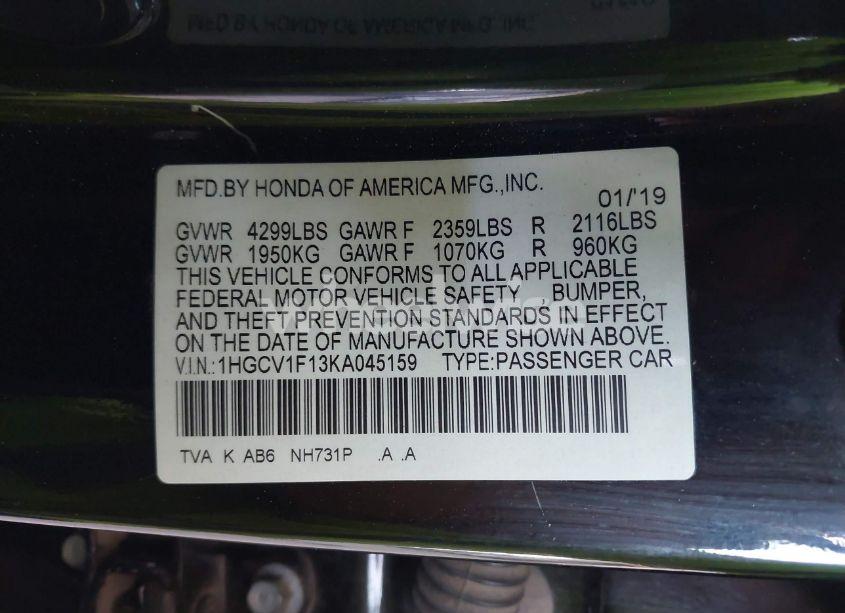 MFD.BY HONDA OF AMERICA MFG.,INC.
01/'19
GVWR 4299LBS GAWR F 2359LBS R 2116LBS
GVWR 1950KG GAWR F 1070KG R 960KG
THIS VEHICLE CONFORMS TO ALL APPLICABLE
FEDERAL MOTOR VEHICLE SAFETY , BUMPER,
AND THEFT PREVENTION STANDARDS IN EFFECT
ON THE DATE OF MANUFACTURE SHOWN ABOVE.
V.I.N.:1HGCV1F13KA045159 TYPE:PASSENGER CAR
TVA K AB6 NH731P .A .A